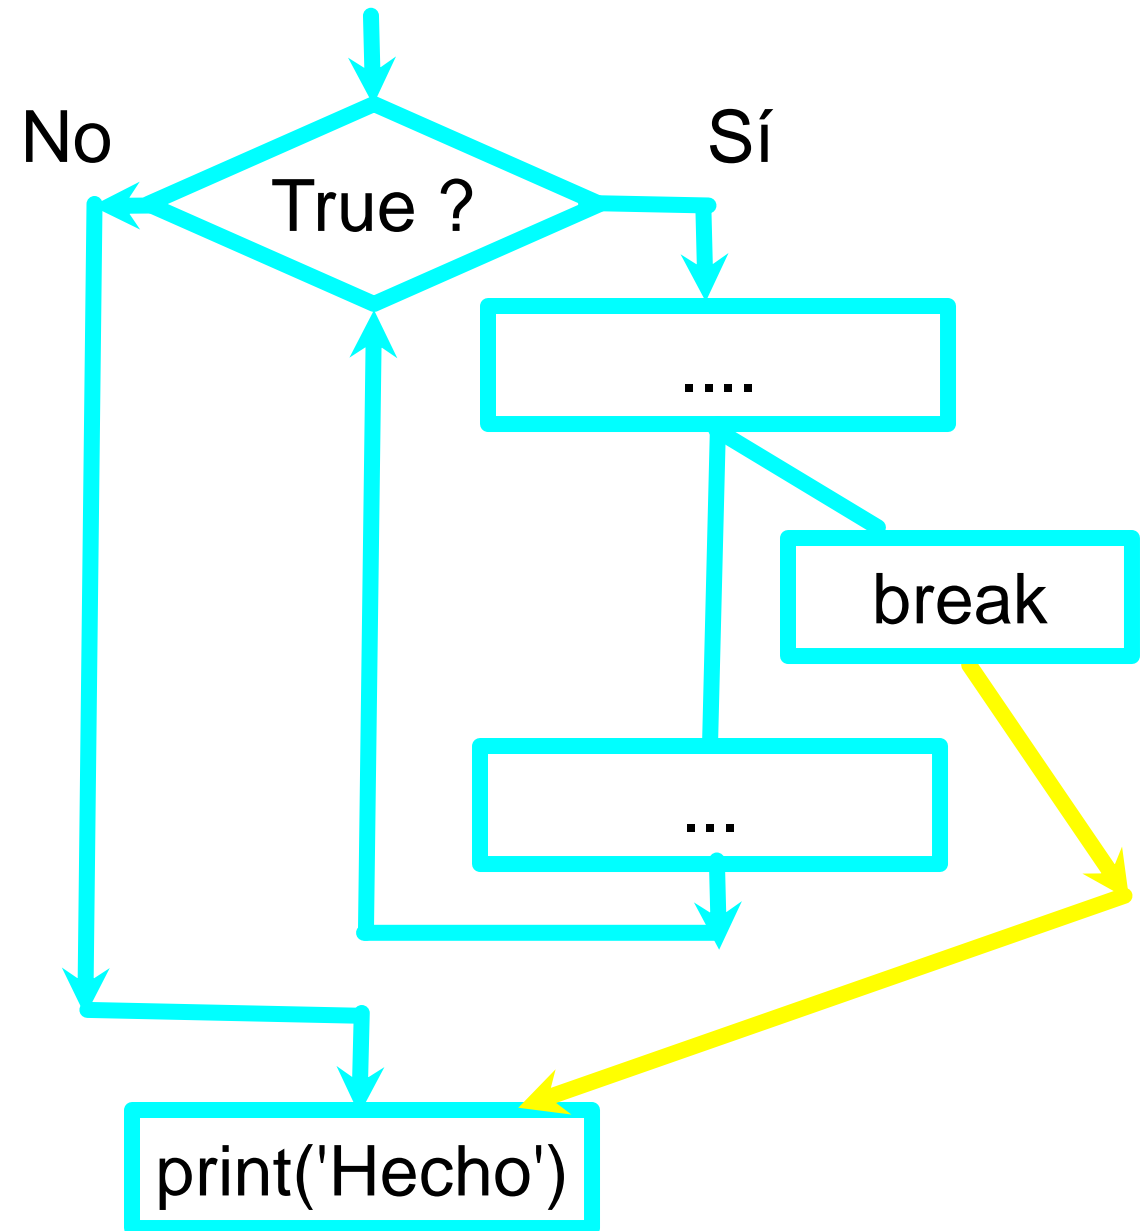 No
Sí
True ?
....
break
...
print('Hecho')